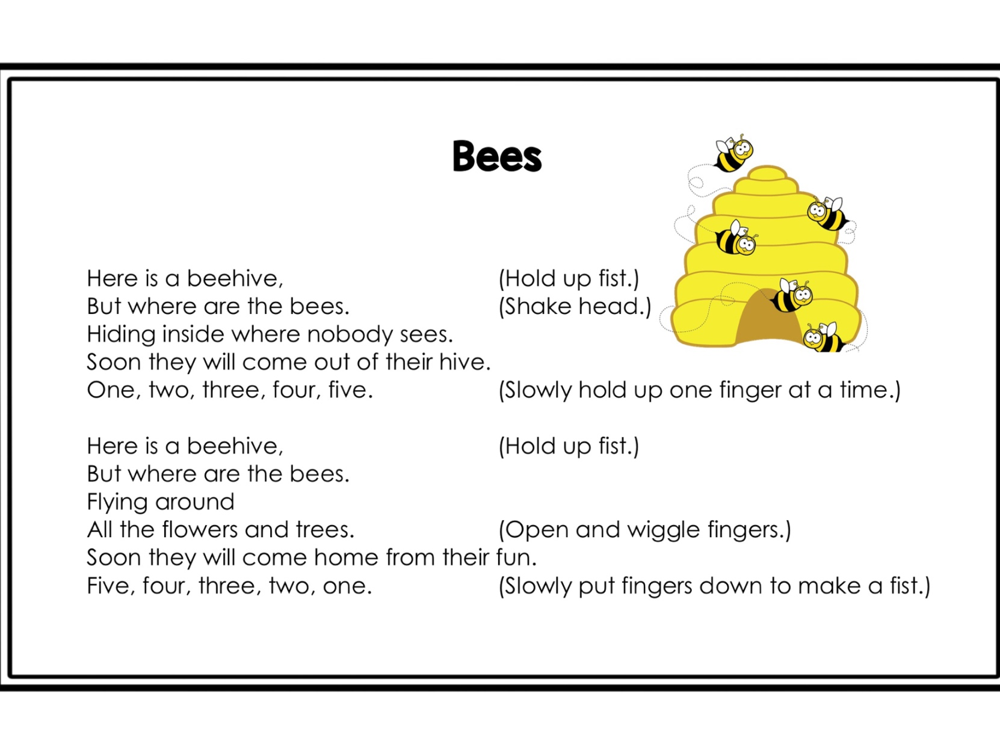 Bees
Here is a beehive, (Hold up fist.)
But where are the bees. (Shake head.)
Hiding inside where nobody sees.
Soon they will come out of their hive.
One, two, three, four, five. (Slowly hold up one finger at a time.)
Here is a beehive, (Hold up fist.)
But where are the bees.
Flying around
All the flowers and trees. (Open and wiggle fingers.)
Soon they will come home from their fun.
Five, four, three, two, one. (Slowly put fingers down to make a fist.)